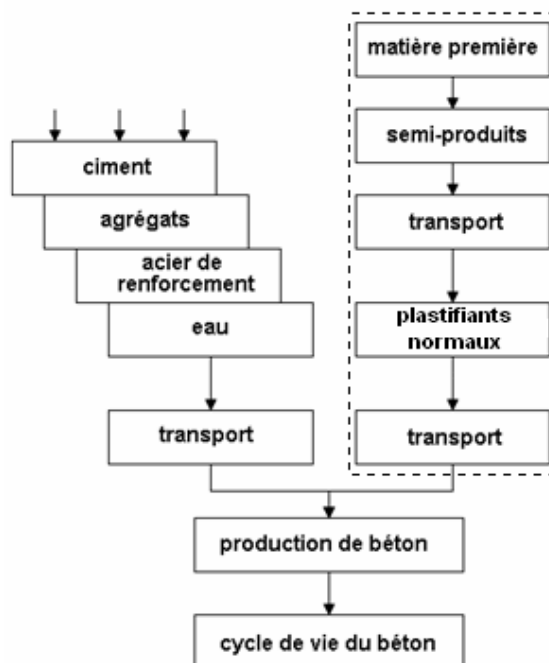 matière première
semi-produits
transport
plastifiants
normaux
transport
ciment
agrégats
acier de
renforcement
eau
transport
production de béton
cycle de vie du béton